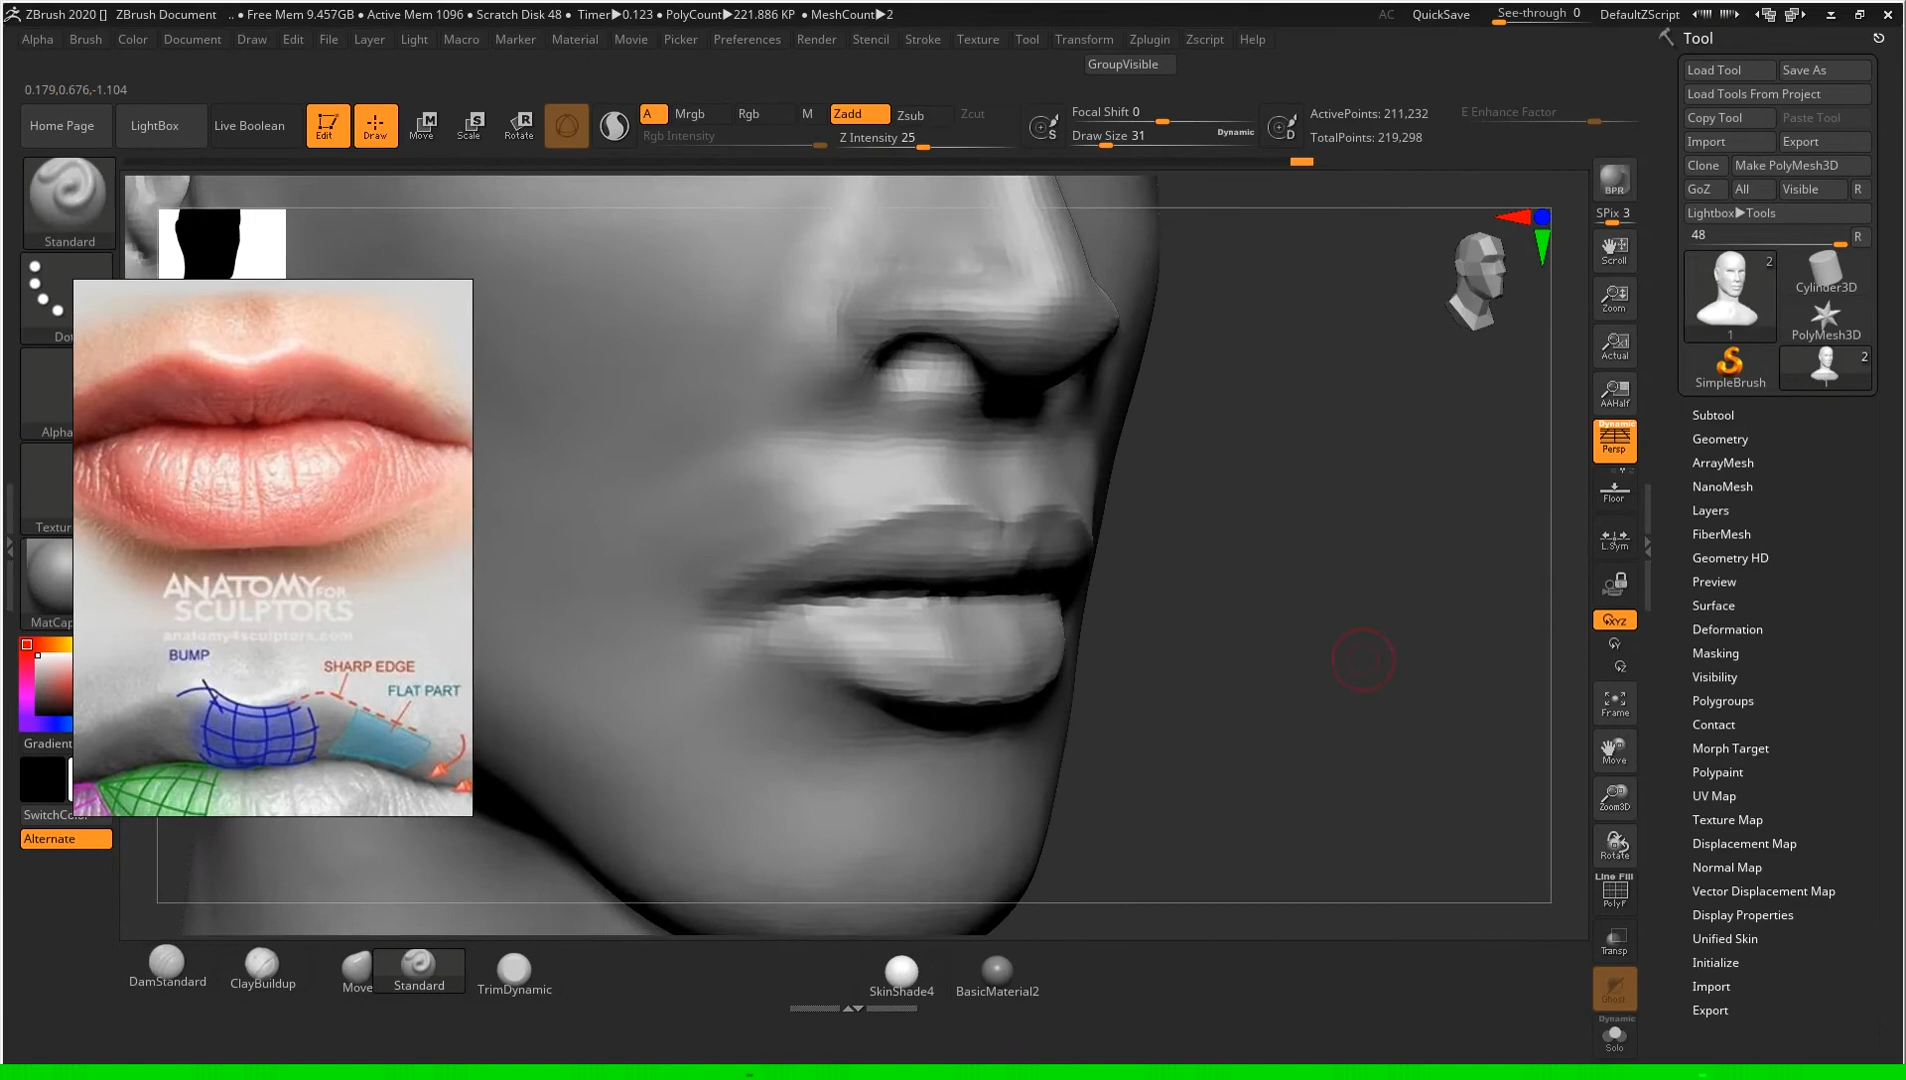 ZBrush 2020 [] ZBrush Document .. ● Free Mem 9.457GB ● Active Mem 1096 ● Scratch Disk 48 ● Timer▶0.123 ● PolyCount▶221.886 KP ● MeshCount▶2
AC QuickSave See-through 0 DefaultZScript
Alpha Brush Color Document Draw Edit File Layer Light Macro Marker Material Movie Picker Preferences Render Stencil Stroke Texture Tool Transform Zplugin Zscript Help
GroupVisible
0.179,0.676,-1.104
Home Page LightBox Live Boolean
Edit Draw Move Scale Rotate
M S R
A Mrgb Rgb M Zadd Zsub Zcut
Rgb Intensity Z Intensity 25
Focal Shift 0
Draw Size 31 Dynamic
S D
ActivePoints: 211,232
TotalPoints: 219,298
E Enhance Factor
Standard
Alpha
MatCap
Gradient
Alternate
ANATOMY FOR
SCULPTORS
anatomy4sculptors.com
BUMP
SHARP EDGE
FLAT PART
BPR
SPix 3
Scroll
Zoom
Actual
AAHalf
Dynamic
Persp
Floor
L.Sym
XYZ
Frame
Move
Zoom3D
Rotate
Line Fill
PolyF
Transp
Ghost
Dynamic
Solo
Tool
Load Tool Save As
Load Tools From Project
Copy Tool Paste Tool
Import Export
Clone Make PolyMesh3D
GoZ All Visible R
Lightbox▶Tools
48 R
2
Cylinder3D
1 PolyMesh3D
2
SimpleBrush 1
Subtool
Geometry
ArrayMesh
NanoMesh
Layers
FiberMesh
Geometry HD
Preview
Surface
Deformation
Masking
Visibility
Polygroups
Contact
Morph Target
Polypaint
UV Map
Texture Map
Displacement Map
Normal Map
Vector Displacement Map
Display Properties
Unified Skin
Initialize
Import
Export
DamStandard ClayBuildup Move Standard TrimDynamic SkinShade4 BasicMaterial2